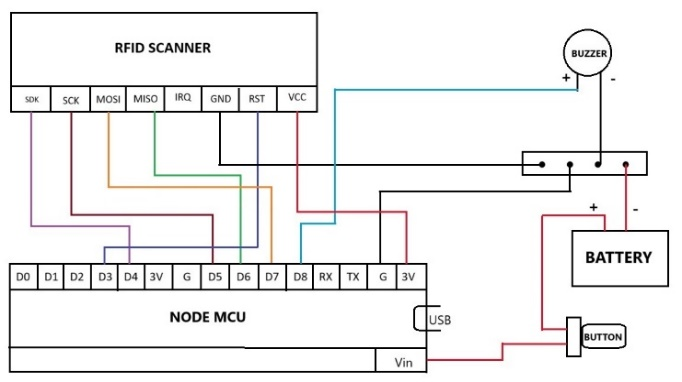 RFID SCANNER
SDK SCK MOSI MISO IRQ GND RST VCC
BUZZER
+ -
+ -
BATTERY
D0 D1 D2 D3 D4 3V G D5 D6 D7 D8 RX TX G 3V
NODE MCU
USB
BUTTON
Vin